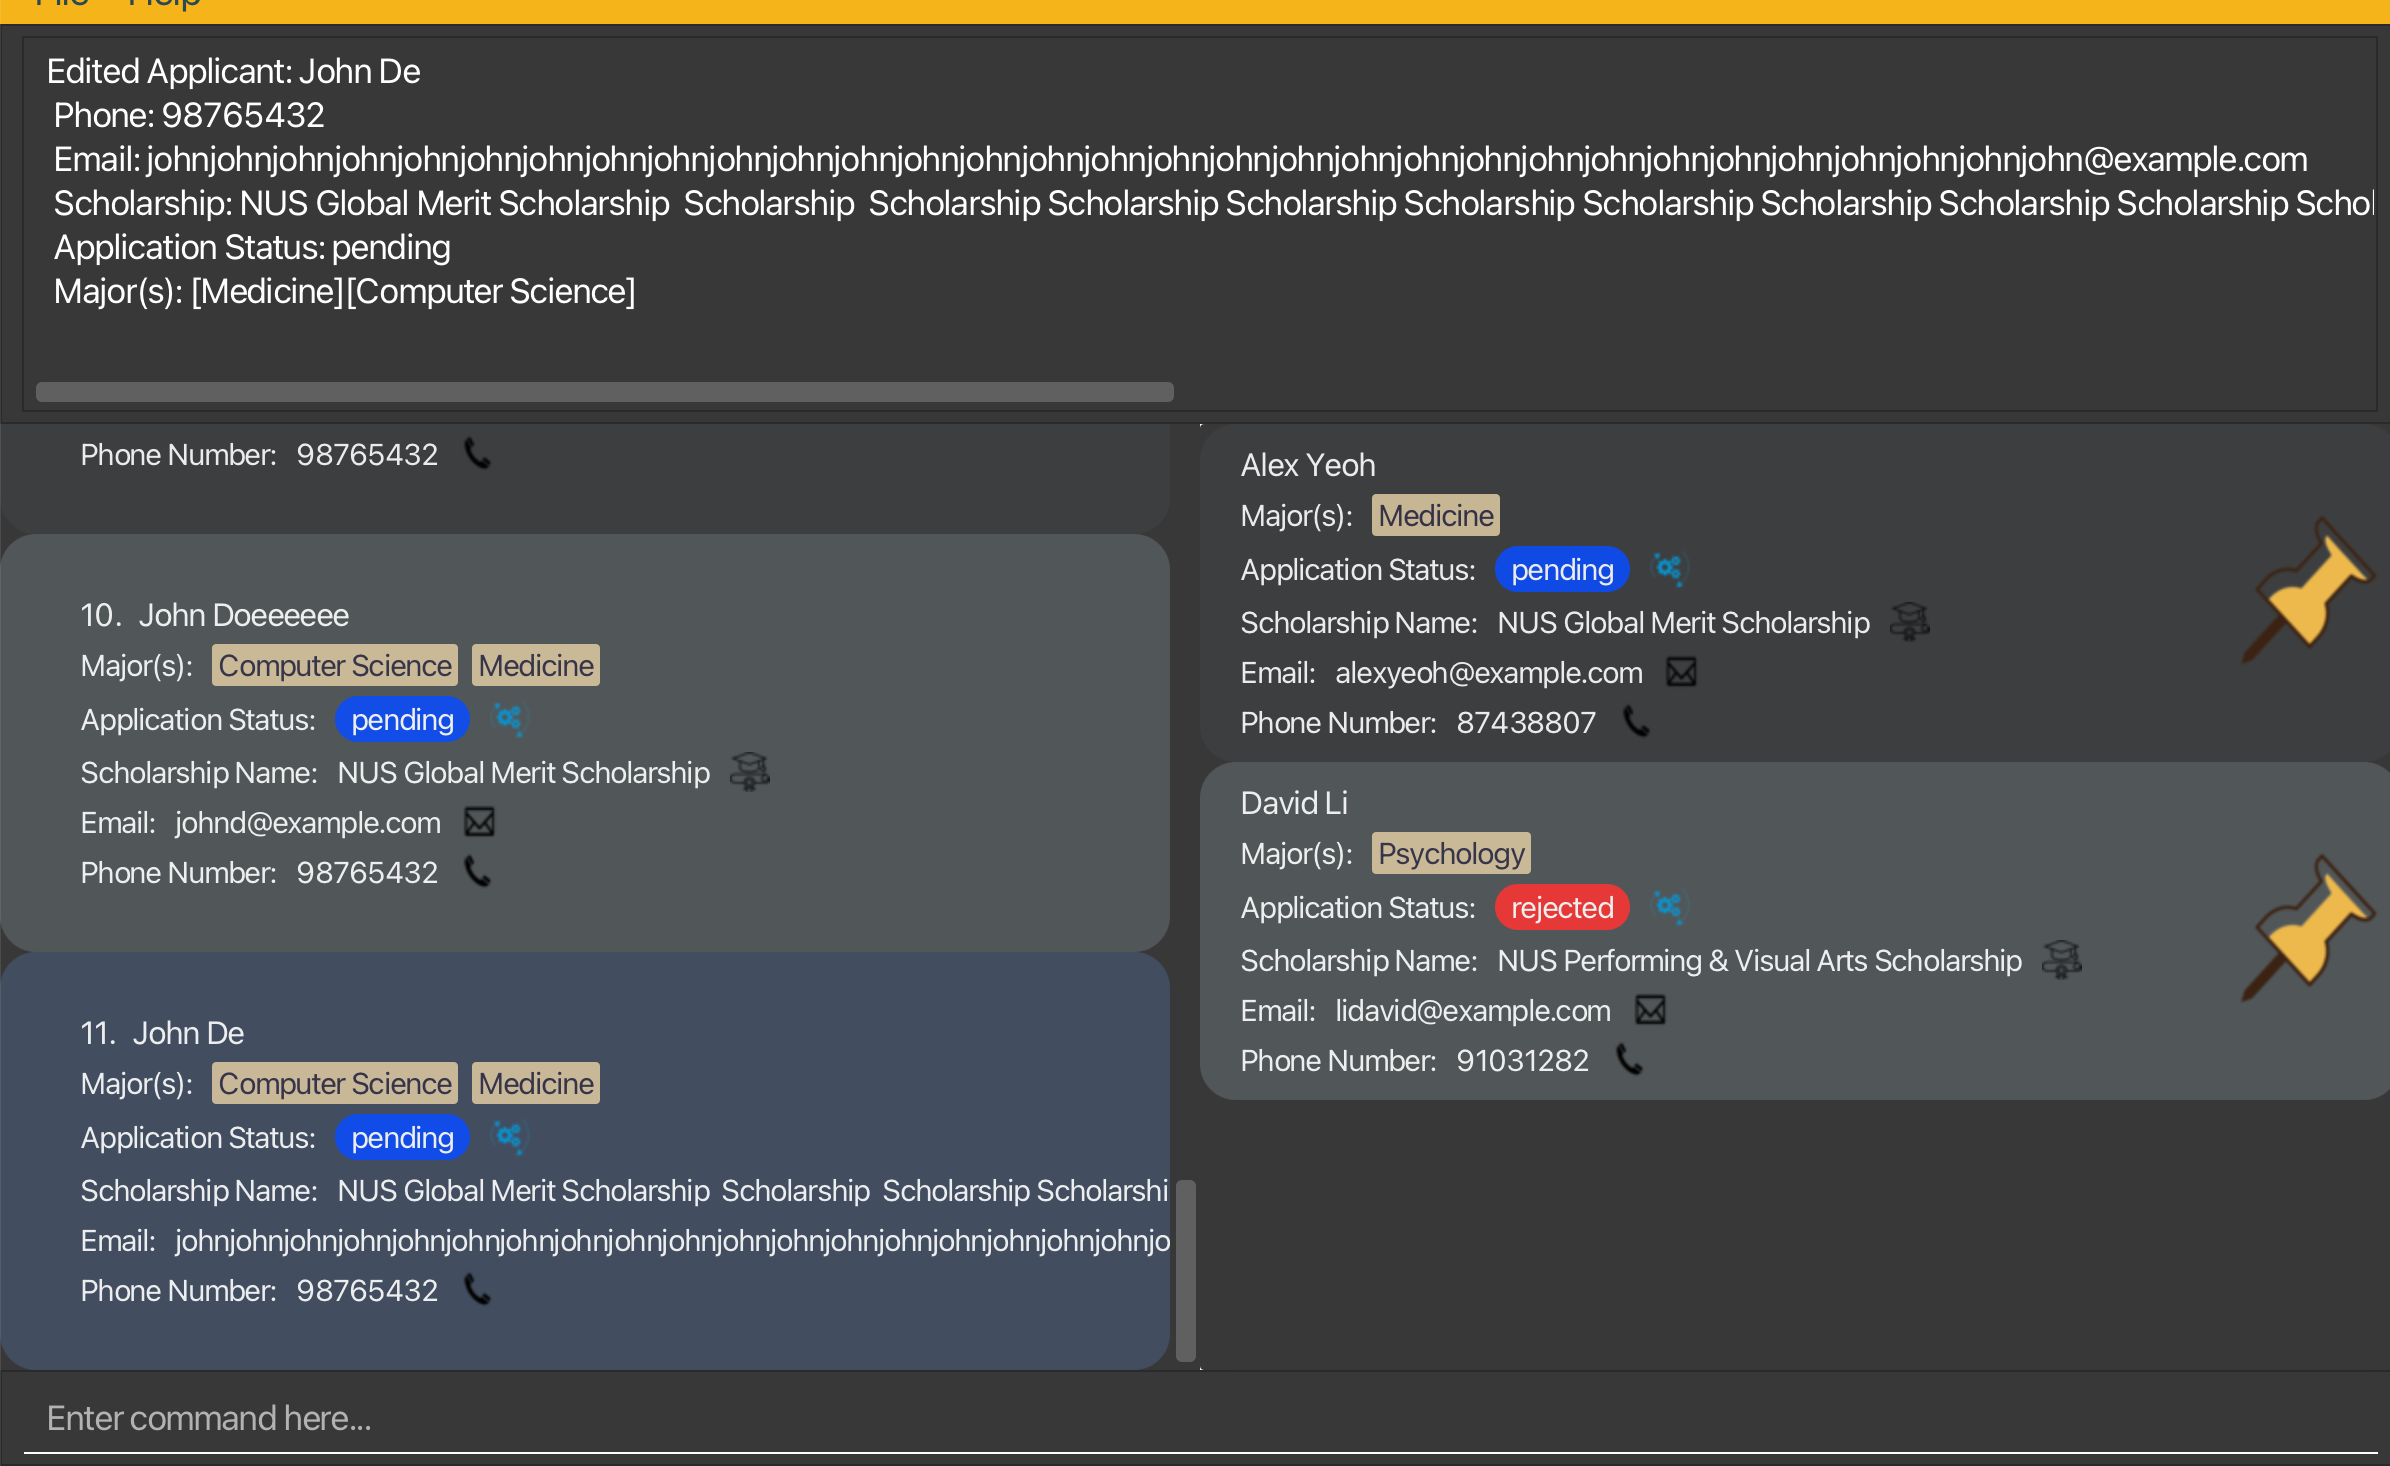 File Help
Edited Applicant: John De
Phone: 98765432
Email: johnjohnjohnjohnjohnjohnjohnjohnjohnjohnjohnjohnjohnjohnjohnjohnjohnjohnjohnjohnjohnjohnjohnjohnjohnjohnjohnjohnjohnjohnjohn@example.com
Scholarship: NUS Global Merit Scholarship  Scholarship  Scholarship Scholarship Scholarship Scholarship Scholarship Scholarship Scholarship Scholarship Schol
Application Status: pending
Major(s): [Medicine][Computer Science]
Phone Number: 98765432
10. John Doeeeeee
Major(s): Computer Science Medicine
Application Status: pending
Scholarship Name: NUS Global Merit Scholarship
Email: johnd@example.com
Phone Number: 98765432
11. John De
Major(s): Computer Science Medicine
Application Status: pending
Scholarship Name: NUS Global Merit Scholarship  Scholarship  Scholarship Scholarshi
Email: johnjohnjohnjohnjohnjohnjohnjohnjohnjohnjohnjohnjohnjohnjohnjohnjohnjohnjo
Phone Number: 98765432
Alex Yeoh
Major(s): Medicine
Application Status: pending
Scholarship Name: NUS Global Merit Scholarship
Email: alexyeoh@example.com
Phone Number: 87438807
David Li
Major(s): Psychology
Application Status: rejected
Scholarship Name: NUS Performing & Visual Arts Scholarship
Email: lidavid@example.com
Phone Number: 91031282
Enter command here...